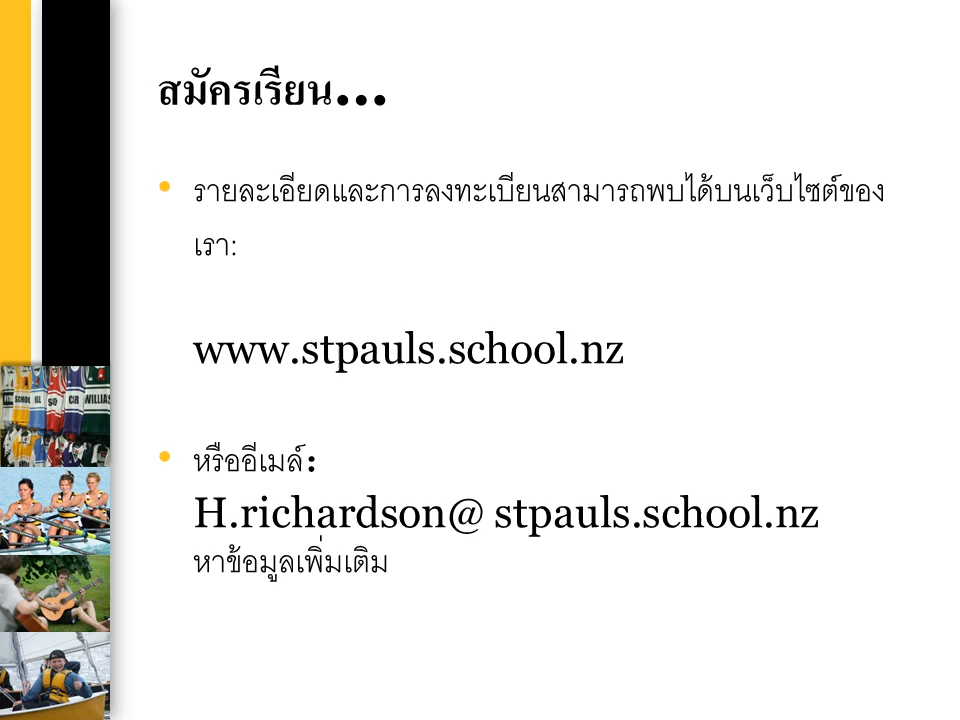 สมัครเรียน...
• รายละเอียดและการลงทะเบียนสามารถพบได้บนเว็บไซต์ของ
เรา:
www.stpauls.school.nz
• หรืออีเมล์:
H.richardson@ stpauls.school.nz
หาข้อมูลเพิ่มเติม
SCHOOL
CR
WILLIAS